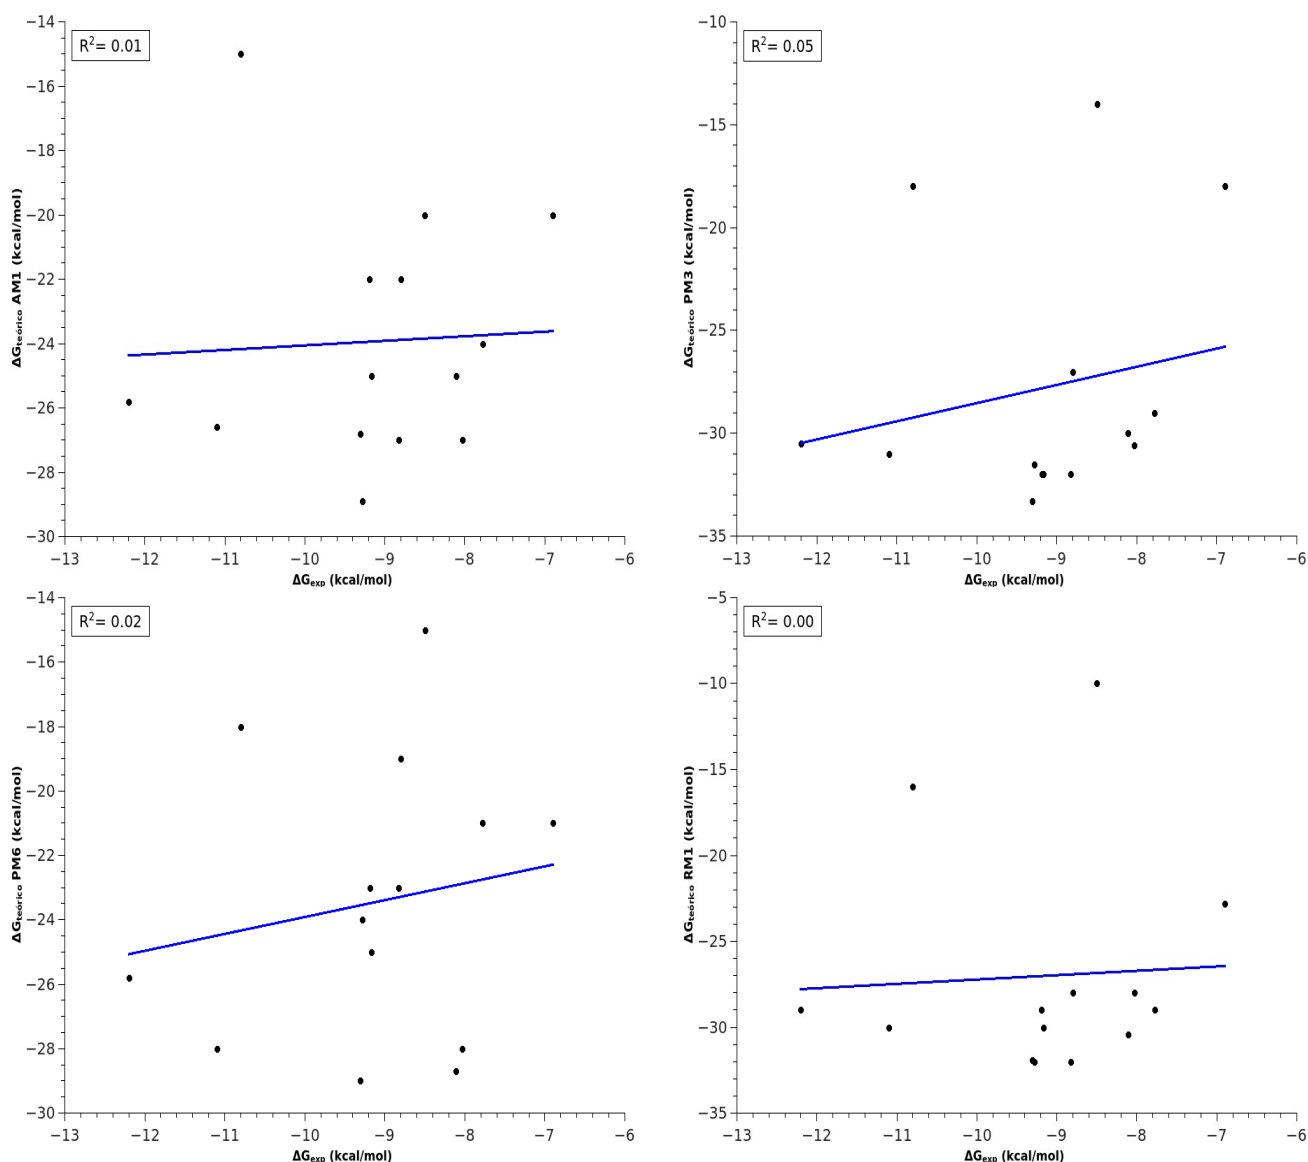 R²= 0.01
−14
−16
−18
−20
−22
−24
−26
−28
−30
ΔGteórico AM1 (kcal/mol)
−13 −12 −11 −10 −9 −8 −7 −6
ΔGexp (kcal/mol)
R²= 0.05
−10
−15
−20
−25
−30
−35
ΔGteórico PM3 (kcal/mol)
−13 −12 −11 −10 −9 −8 −7 −6
ΔGexp (kcal/mol)
R²= 0.02
−14
−16
−18
−20
−22
−24
−26
−28
−30
ΔGteórico PM6 (kcal/mol)
−13 −12 −11 −10 −9 −8 −7 −6
ΔGexp (kcal/mol)
R²= 0.00
−5
−10
−15
−20
−25
−30
−35
ΔGteórico RM1 (kcal/mol)
−13 −12 −11 −10 −9 −8 −7 −6
ΔGexp (kcal/mol)